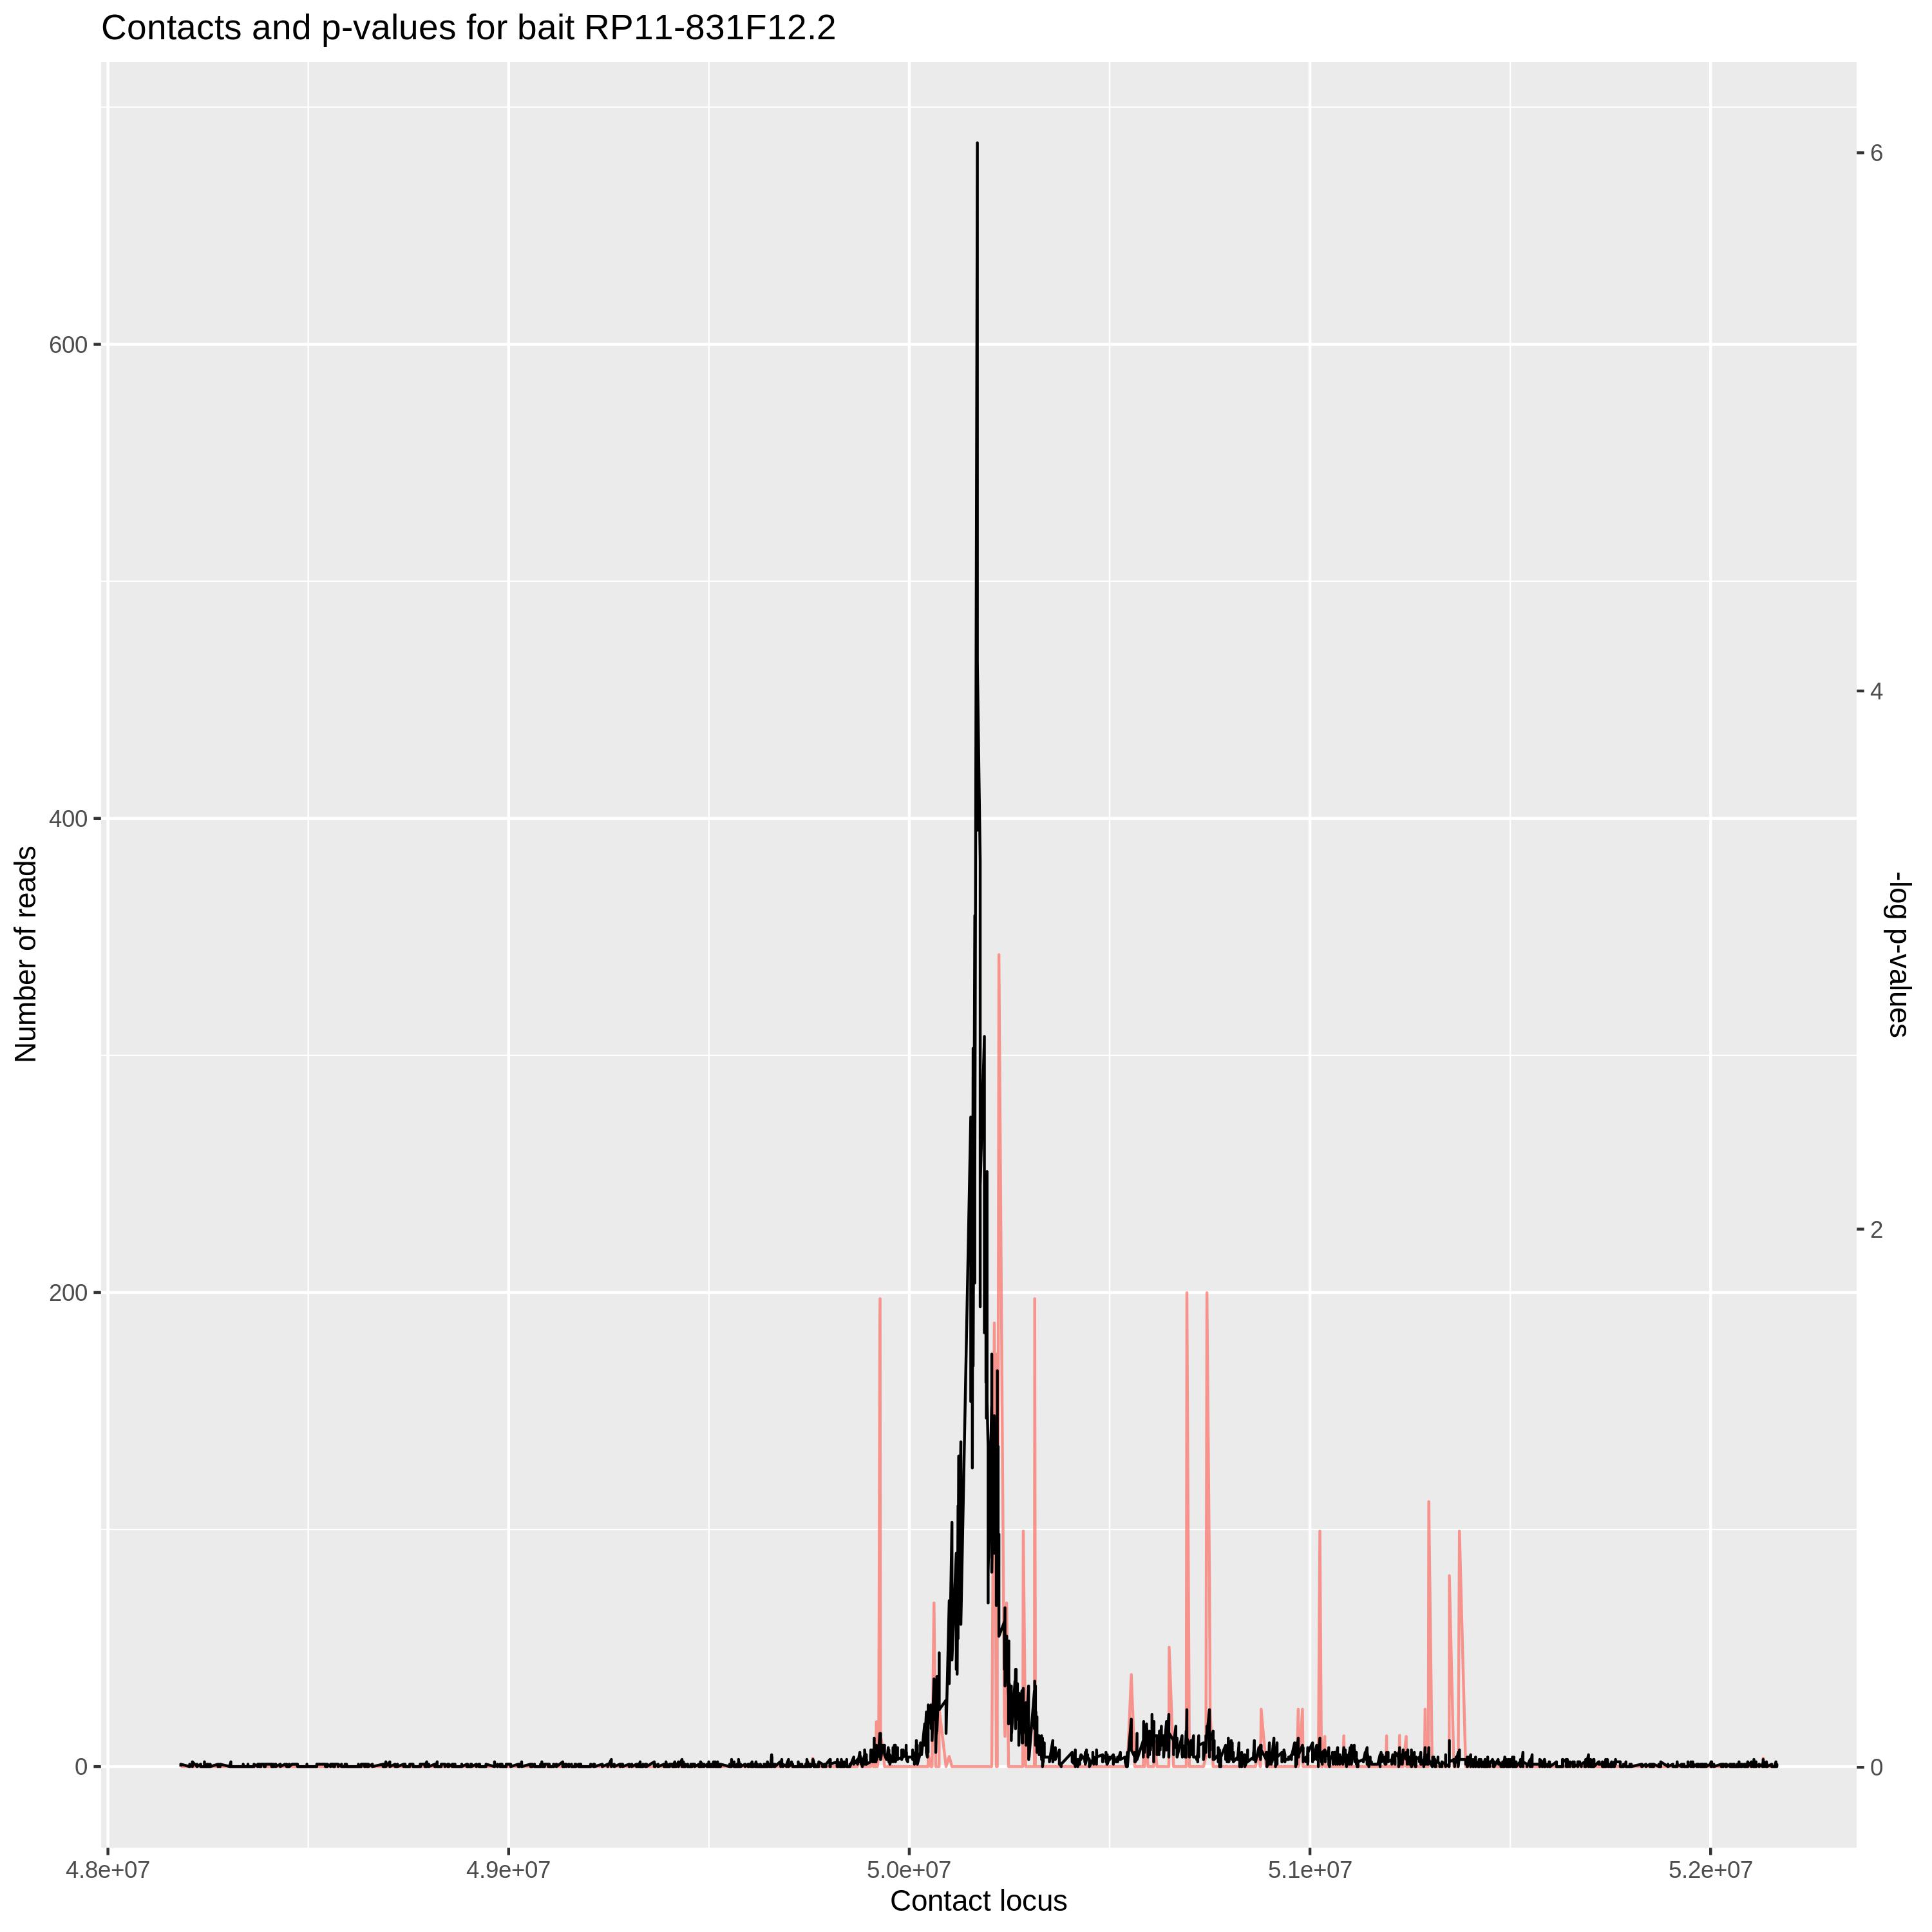 Contacts and p-values for bait RP11-831F12.2
600
400
200
0
6
4
2
0
Number of reads
-log p-values
4.8e+07
4.9e+07
5.0e+07
5.1e+07
5.2e+07
Contact locus